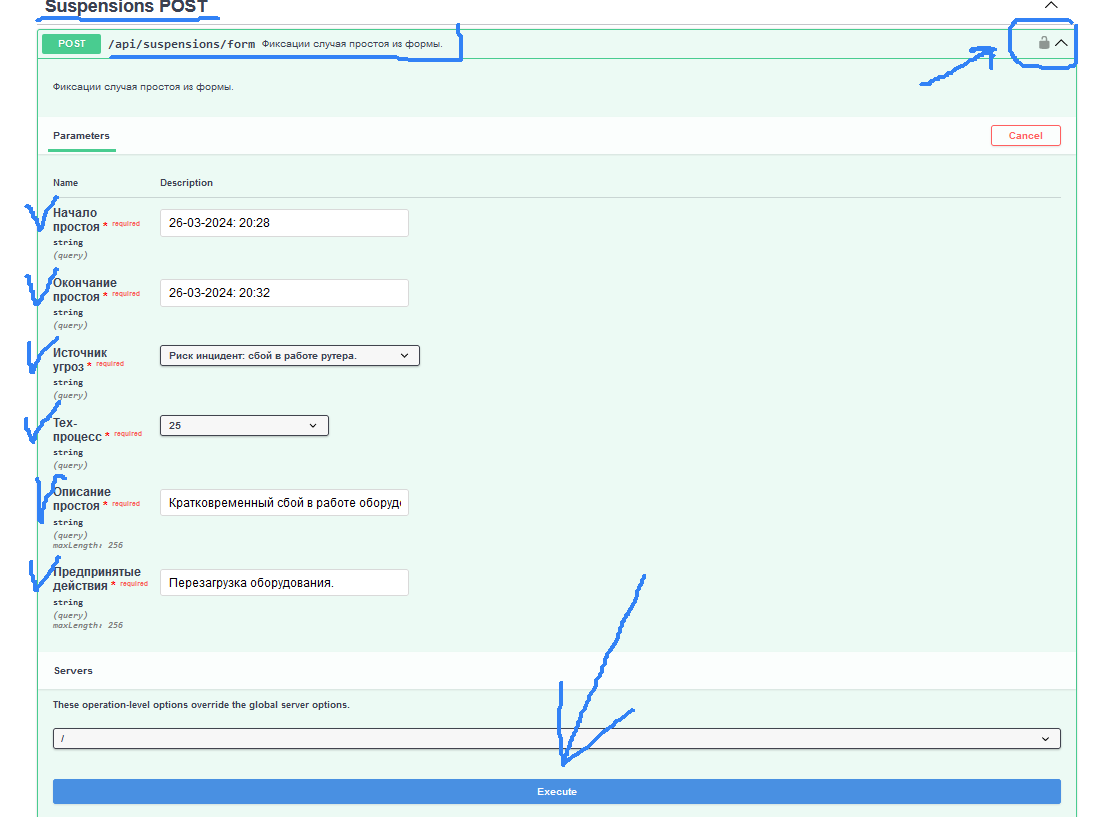 Suspensions POST
POST /api/suspensions/form Фиксации случая простоя из формы.
Фиксации случая простоя из формы.
Parameters
Cancel
Name Description
Начало
простоя * required
26-03-2024: 20:28
string
(query)
Окончание
простоя * required
26-03-2024: 20:32
string
(query)
Источник
угроз * required
Риск инцидент: сбой в работе рутера.
string
(query)
Тех-
процесс * required
25
string
(query)
Описание
простоя * required
Кратковременный сбой в работе оборуд
string
(query)
maxLength: 256
Предпринятые
действия * required
Перезагрузка оборудования.
string
(query)
maxLength: 256
Servers
These operation-level options override the global server options.
/
Execute